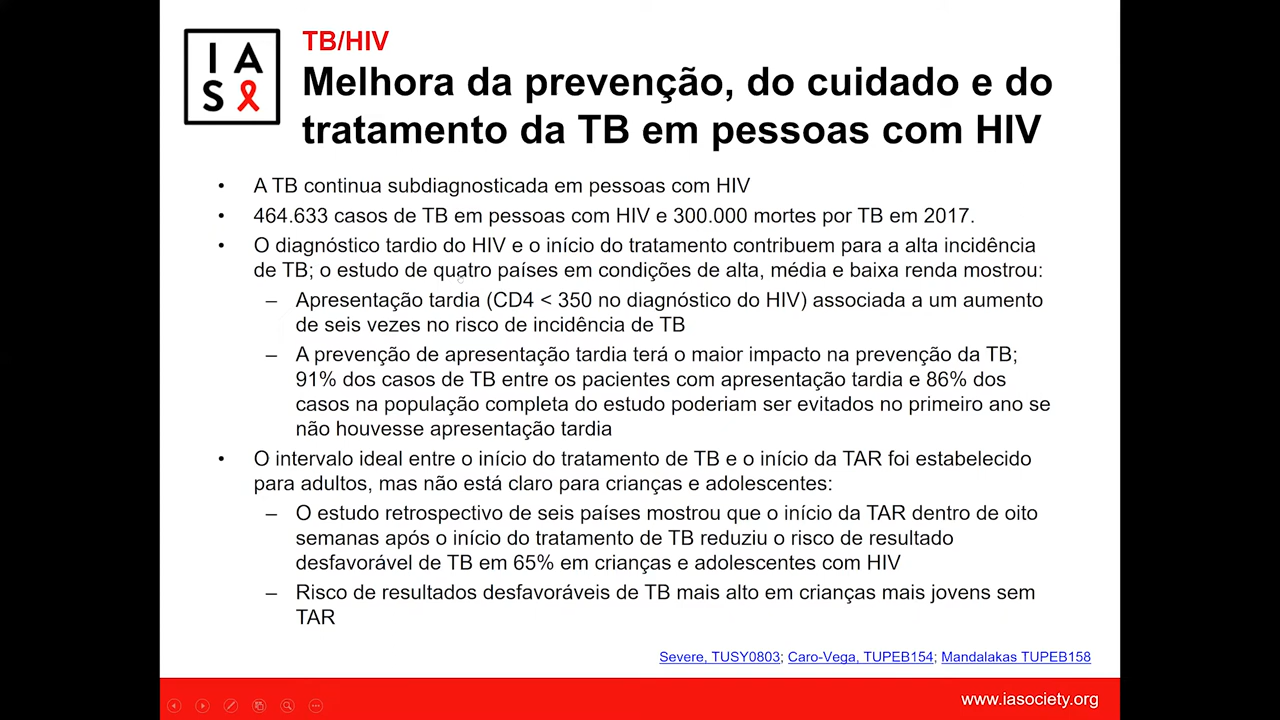 IAS
TB/HIV
Melhora da prevenção, do cuidado e do
tratamento da TB em pessoas com HIV
• A TB continua subdiagnosticada em pessoas com HIV
• 464.633 casos de TB em pessoas com HIV e 300.000 mortes por TB em 2017.
• O diagnóstico tardio do HIV e o início do tratamento contribuem para a alta incidência
de TB; o estudo de quatro países em condições de alta, média e baixa renda mostrou:
– Apresentação tardia (CD4 < 350 no diagnóstico do HIV) associada a um aumento
de seis vezes no risco de incidência de TB
– A prevenção de apresentação tardia terá o maior impacto na prevenção da TB;
91% dos casos de TB entre os pacientes com apresentação tardia e 86% dos
casos na população completa do estudo poderiam ser evitados no primeiro ano se
não houvesse apresentação tardia
• O intervalo ideal entre o início do tratamento de TB e o início da TAR foi estabelecido
para adultos, mas não está claro para crianças e adolescentes:
– O estudo retrospectivo de seis países mostrou que o início da TAR dentro de oito
semanas após o início do tratamento de TB reduziu o risco de resultado
desfavorável de TB em 65% em crianças e adolescentes com HIV
– Risco de resultados desfavoráveis de TB mais alto em crianças mais jovens sem
TAR
Severe, TUSY0803; Caro-Vega, TUPEB154; Mandalakas TUPEB158
www.iasociety.org